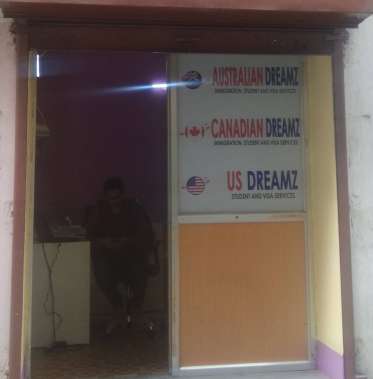 AUSTRALIAN DREAMZ
IMMIGRATION, STUDENT AND VISA SERVICES
CANADIAN DREAMZ
IMMIGRATION, STUDENT AND VISA SERVICES
US DREAMZ
STUDENT AND VISA SERVICES